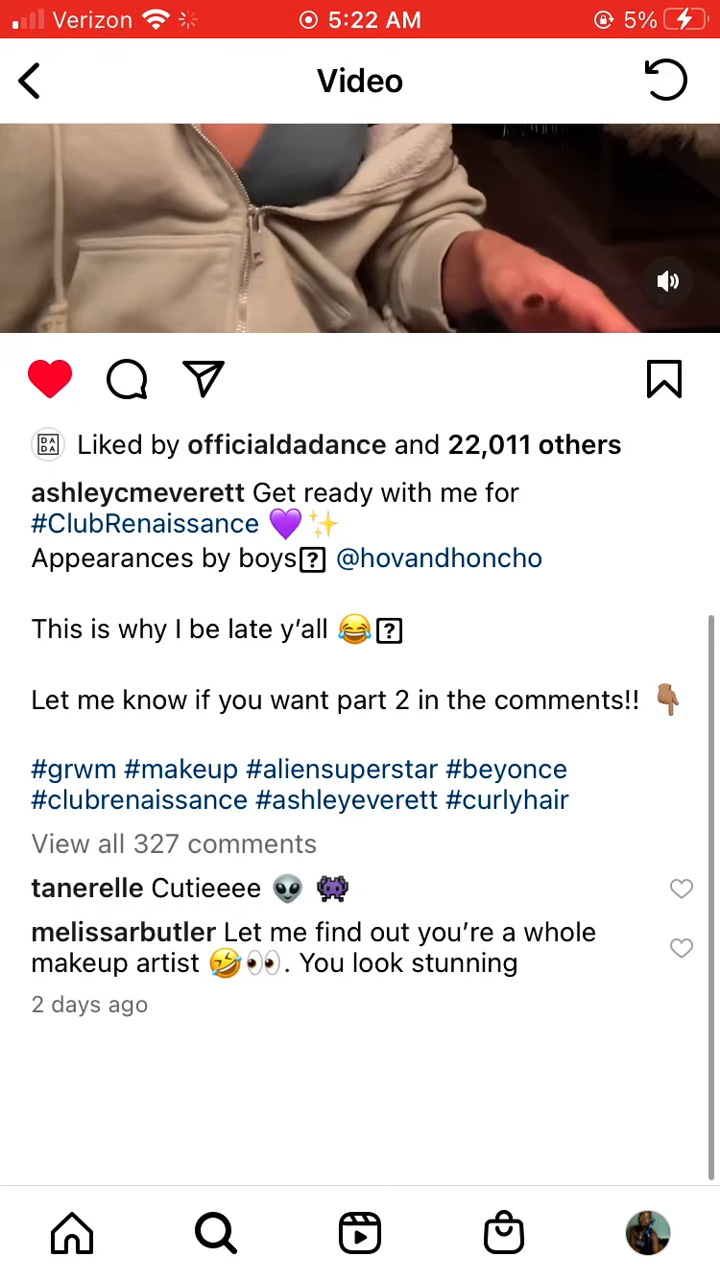 Verizon 5:22 AM 5%
Video
DA
DA
Liked by officialdadance and 22,011 others
ashleycmeverett Get ready with me for
#ClubRenaissance 💜✨
Appearances by boys⍰ @hovandhoncho
This is why I be late y’all 😂⍰
Let me know if you want part 2 in the comments!! 👇🏽
#grwm #makeup #aliensuperstar #beyonce
#clubrenaissance #ashleyeverett #curlyhair
View all 327 comments
tanerelle Cutieeee 👽 👾
melissarbutler Let me find out you’re a whole
makeup artist 🤣👀. You look stunning
2 days ago